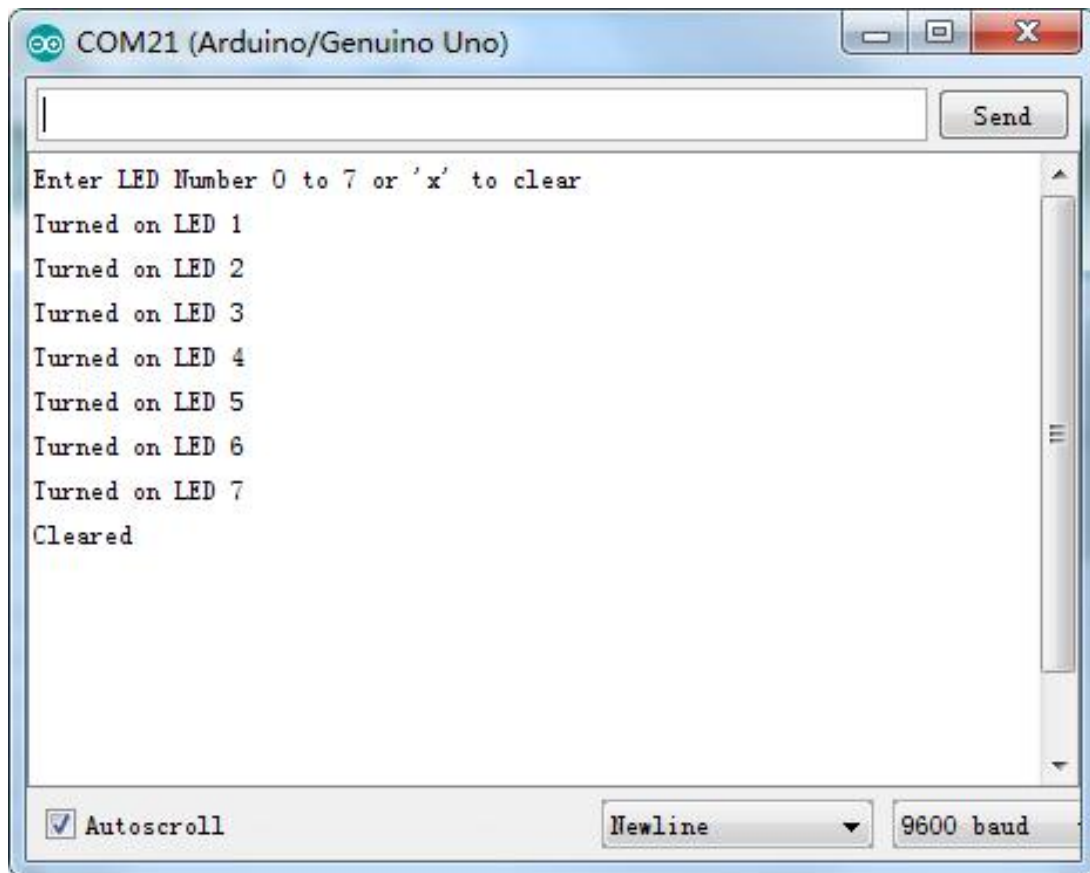 COM21 (Arduino/Genuino Uno)
Send
Enter LED Number 0 to 7 or 'x' to clear
Turned on LED 1
Turned on LED 2
Turned on LED 3
Turned on LED 4
Turned on LED 5
Turned on LED 6
Turned on LED 7
Cleared
Autoscroll
Newline
9600 baud